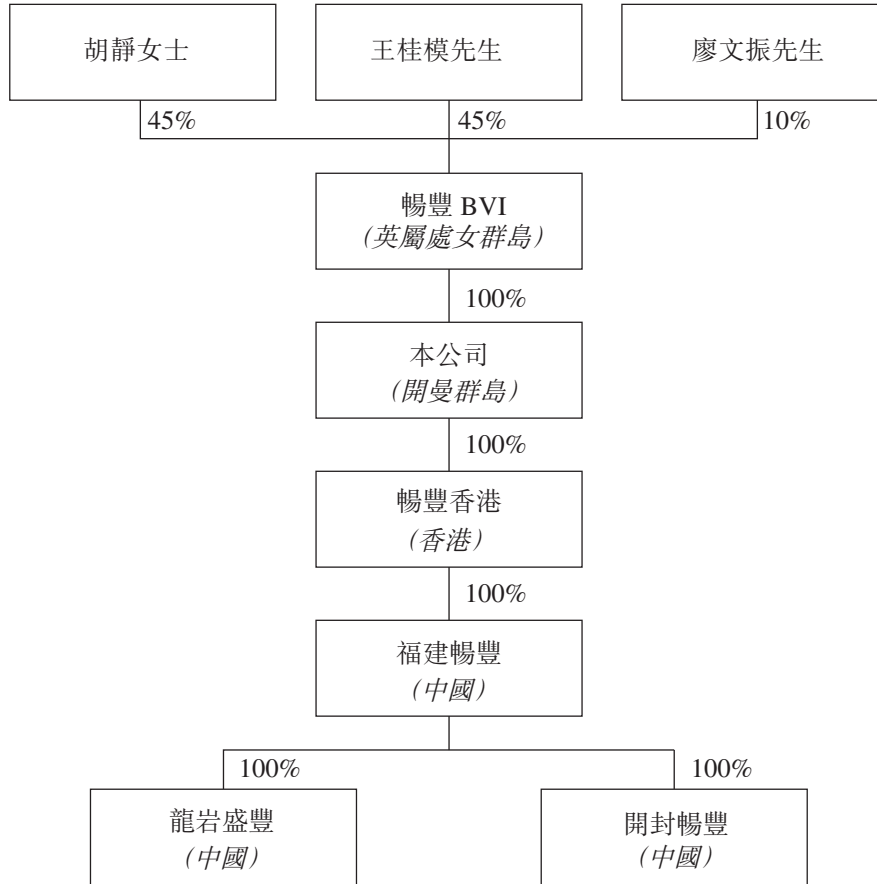 胡靜女士
王桂模先生
廖文振先生
45%
45%
10%
暢豐 BVI
（英屬處女群島）
100%
本公司
（開曼群島）
100%
暢豐香港
（香港）
100%
福建暢豐
（中國）
100%
100%
龍岩盛豐
（中國）
開封暢豐
（中國）